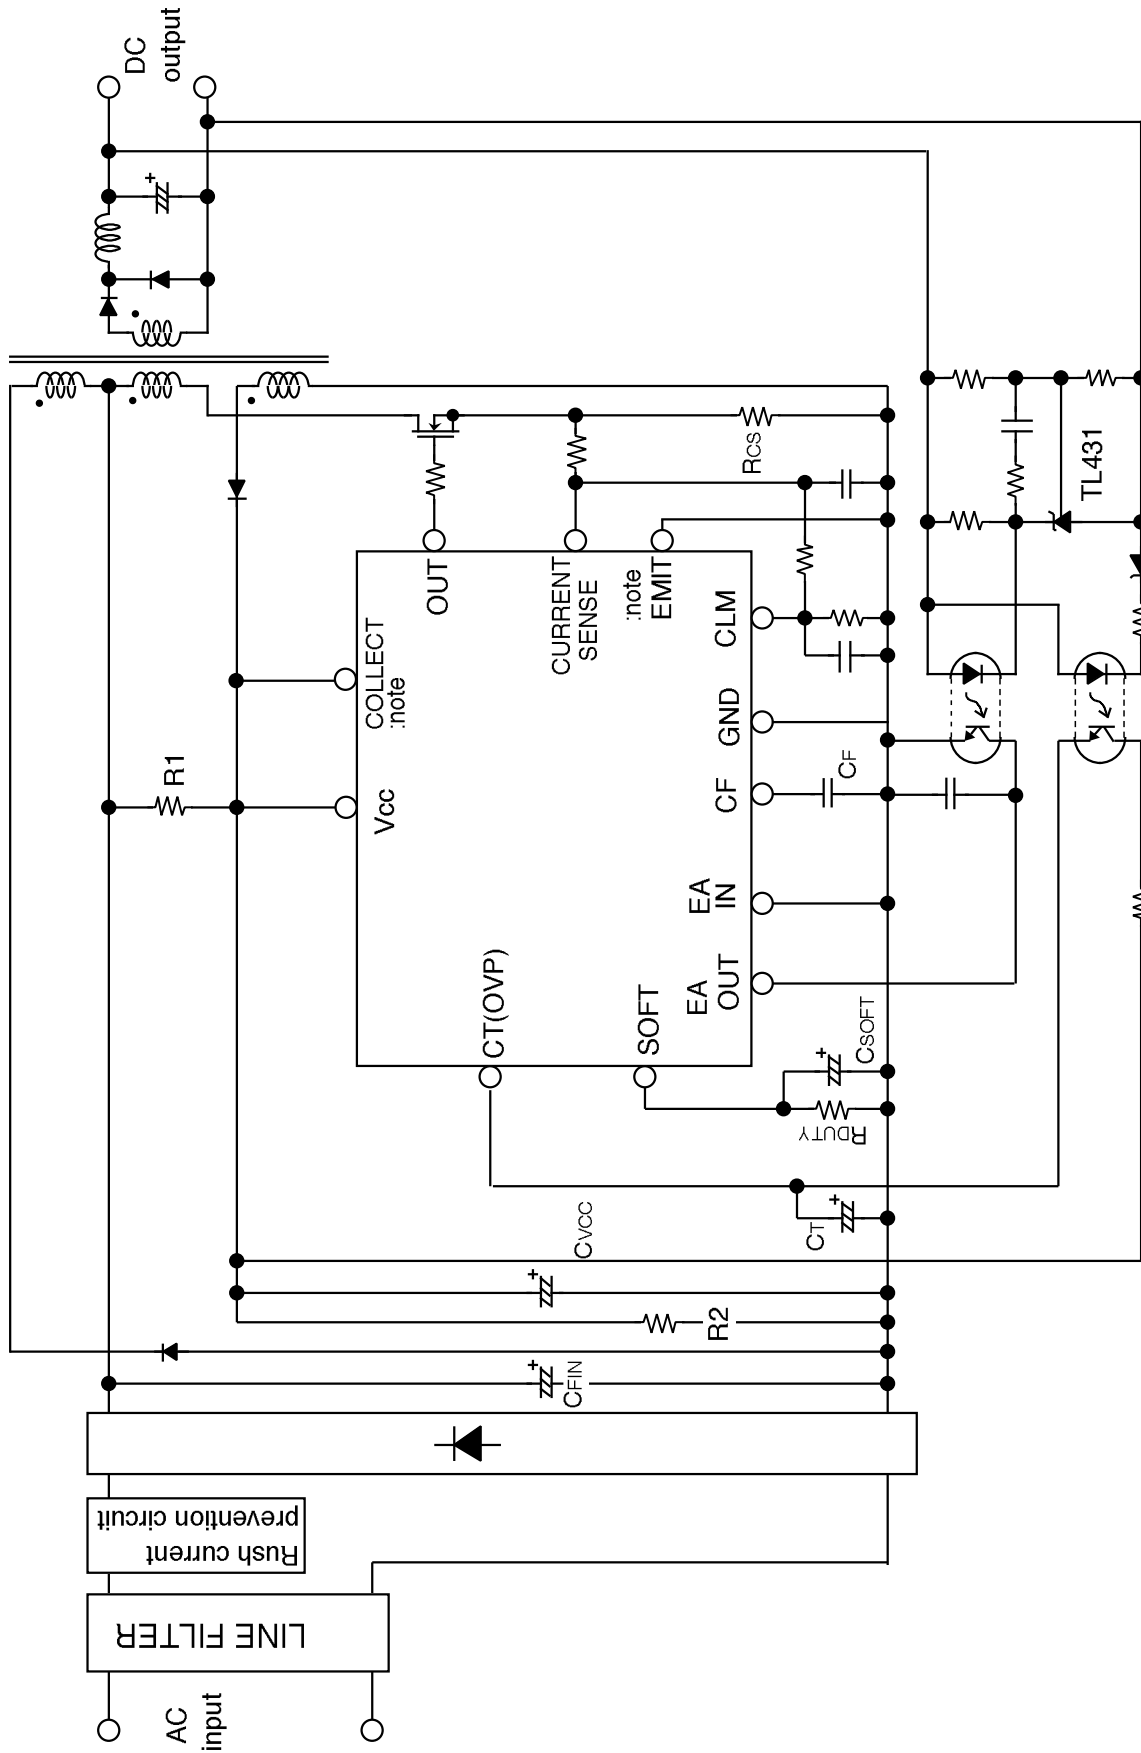 AC
input
LINE FILTER
Rush current
prevention circuit
CFIN
R2
CVCC
CT
RDUTY
CSOFT
R1
CT(OVP)
SOFT
Vcc
COLLECT
:note
OUT
CURRENT
SENSE
:note
EMIT
CLM
GND
CF
EA
IN
EA
OUT
CF
RCS
TL431
DC
output